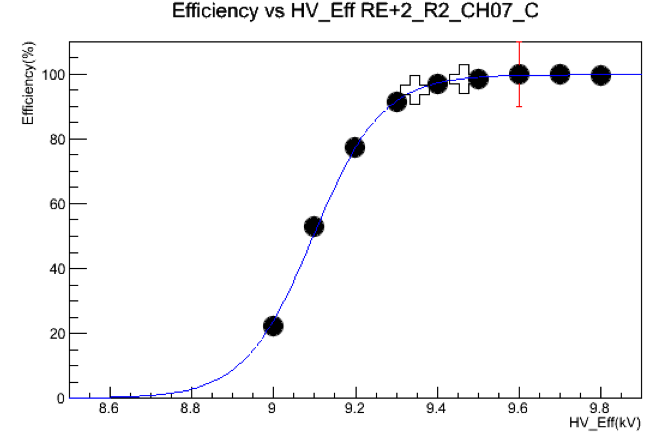 Efficiency vs HV_Eff RE+2_R2_CH07_C
Efficiency(%)
100
80
60
40
20
0
8.6 8.8 9 9.2 9.4 9.6 9.8
HV_Eff(kV)